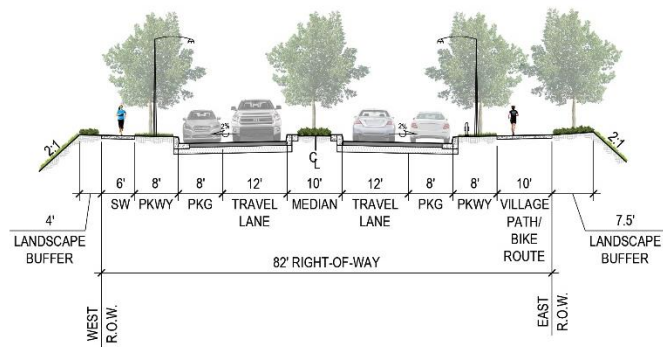 2:1
2%
2%
2:1
C
L
6' 8' 8' 12' 10' 12' 8' 8' 10'
SW PKWY PKG TRAVEL LANE MEDIAN TRAVEL LANE PKG PKWY VILLAGE PATH/ BIKE ROUTE
4'
LANDSCAPE
BUFFER
7.5'
LANDSCAPE
BUFFER
82' RIGHT-OF-WAY
WEST
R.O.W.
EAST
R.O.W.